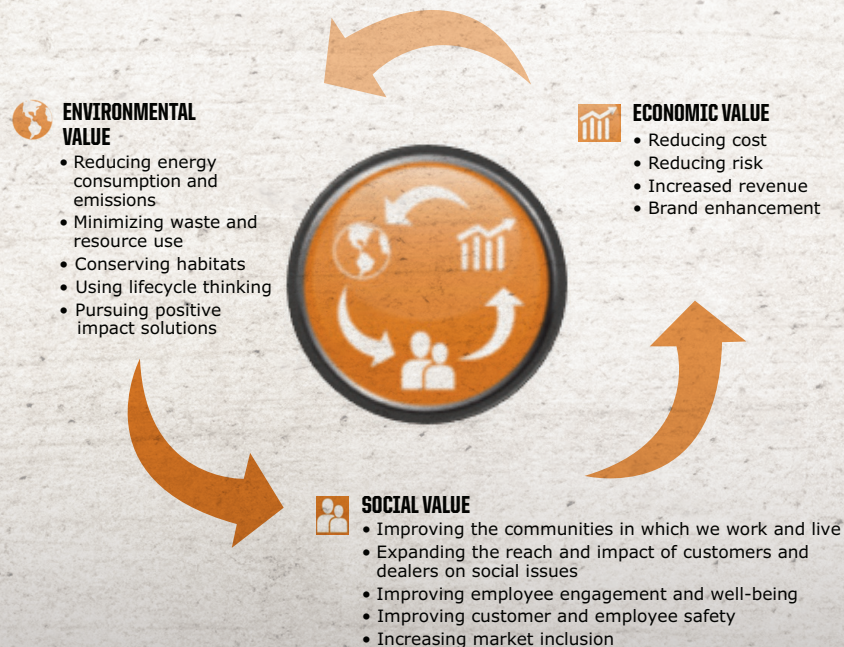 ENVIRONMENTAL
VALUE
• Reducing energy
consumption and
emissions
• Minimizing waste and
resource use
• Conserving habitats
• Using lifecycle thinking
• Pursuing positive
impact solutions
ECONOMIC VALUE
• Reducing cost
• Reducing risk
• Increased revenue
• Brand enhancement
SOCIAL VALUE
• Improving the communities in which we work and live
• Expanding the reach and impact of customers and
dealers on social issues
• Improving employee engagement and well-being
• Improving customer and employee safety
• Increasing market inclusion